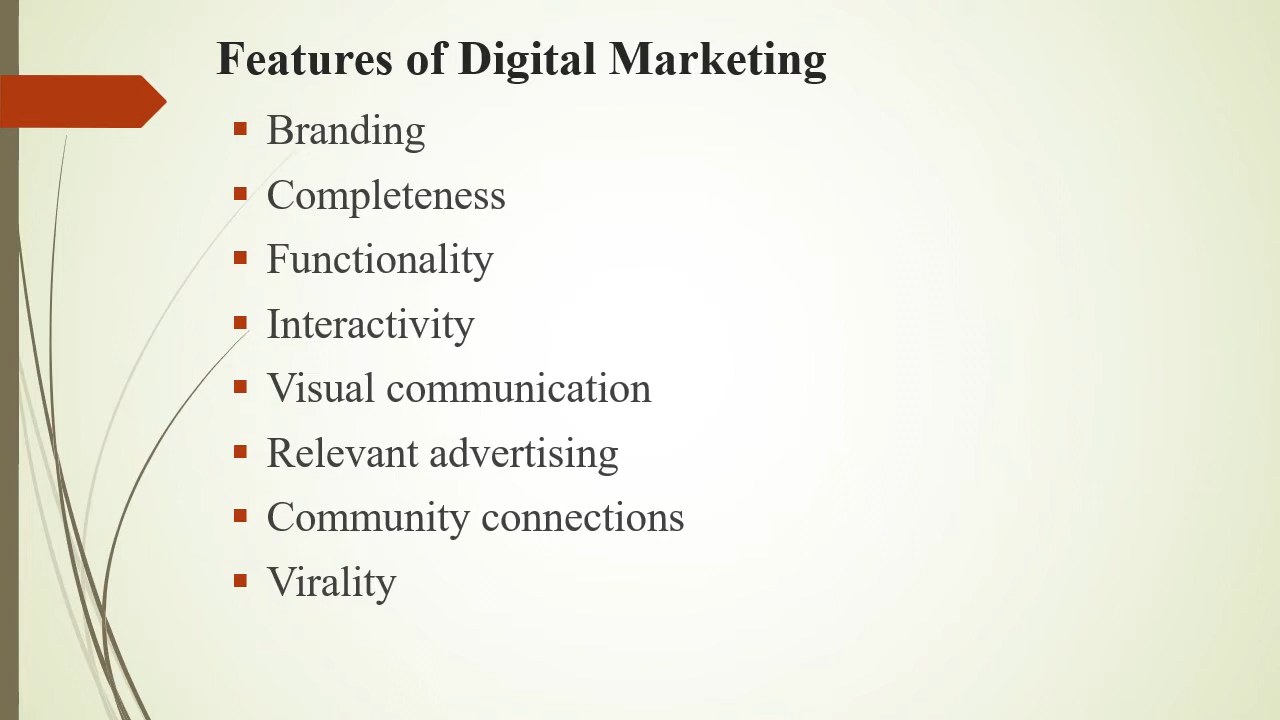 Features of Digital Marketing
Branding
Completeness
Functionality
Interactivity
Visual communication
Relevant advertising
Community connections
Virality